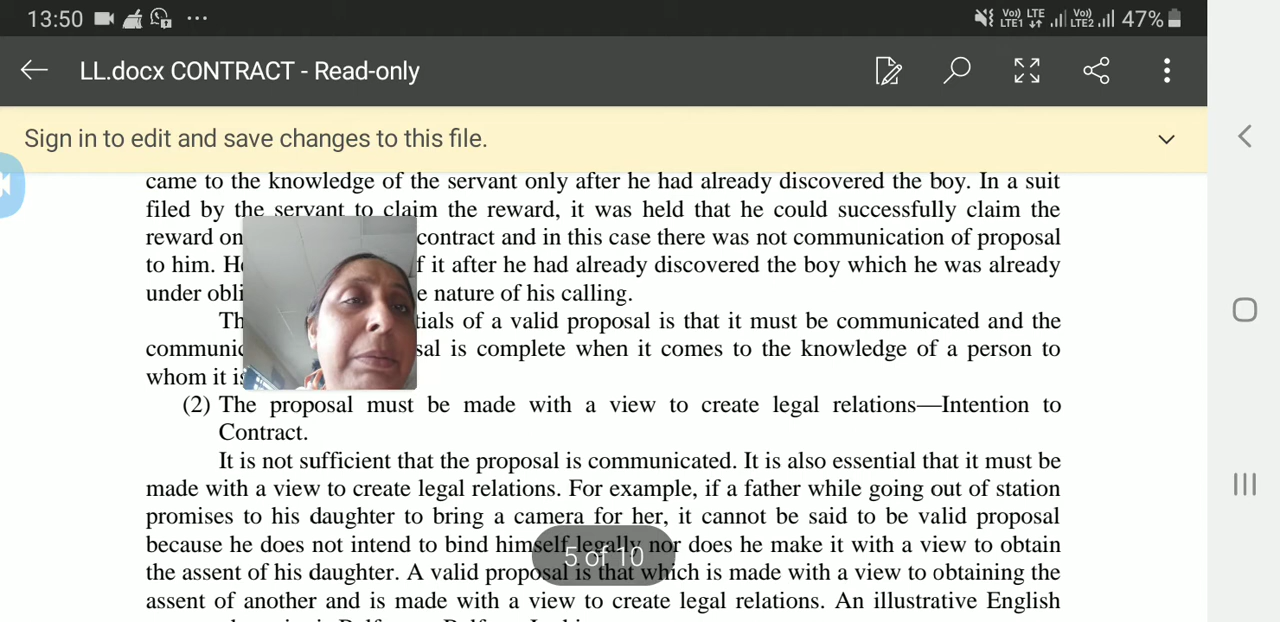 13:50 ... Vo)) LTE Vo)) 47%
LTE1 LTE2
LL.docx CONTRACT - Read-only
Sign in to edit and save changes to this file.
came to the knowledge of the servant only after he had already discovered the boy. In a suit
filed by the servant to claim the reward, it was held that he could successfully claim the
reward on contract and in this case there was not communication of proposal
to him. f it after he had already discovered the boy which he was already
under obli e nature of his calling.
Th tials of a valid proposal is that it must be communicated and the
communic sal is complete when it comes to the knowledge of a person to
whom it is
(2) The proposal must be made with a view to create legal relations—Intention to
Contract.
It is not sufficient that the proposal is communicated. It is also essential that it must be
made with a view to create legal relations. For example, if a father while going out of station
promises to his daughter to bring a camera for her, it cannot be said to be valid proposal
because he does not intend to bind himself legally nor does he make it with a view to obtain
5 of 10
the assent of his daughter. A valid proposal is that which is made with a view to obtaining the
assent of another and is made with a view to create legal relations. An illustrative English